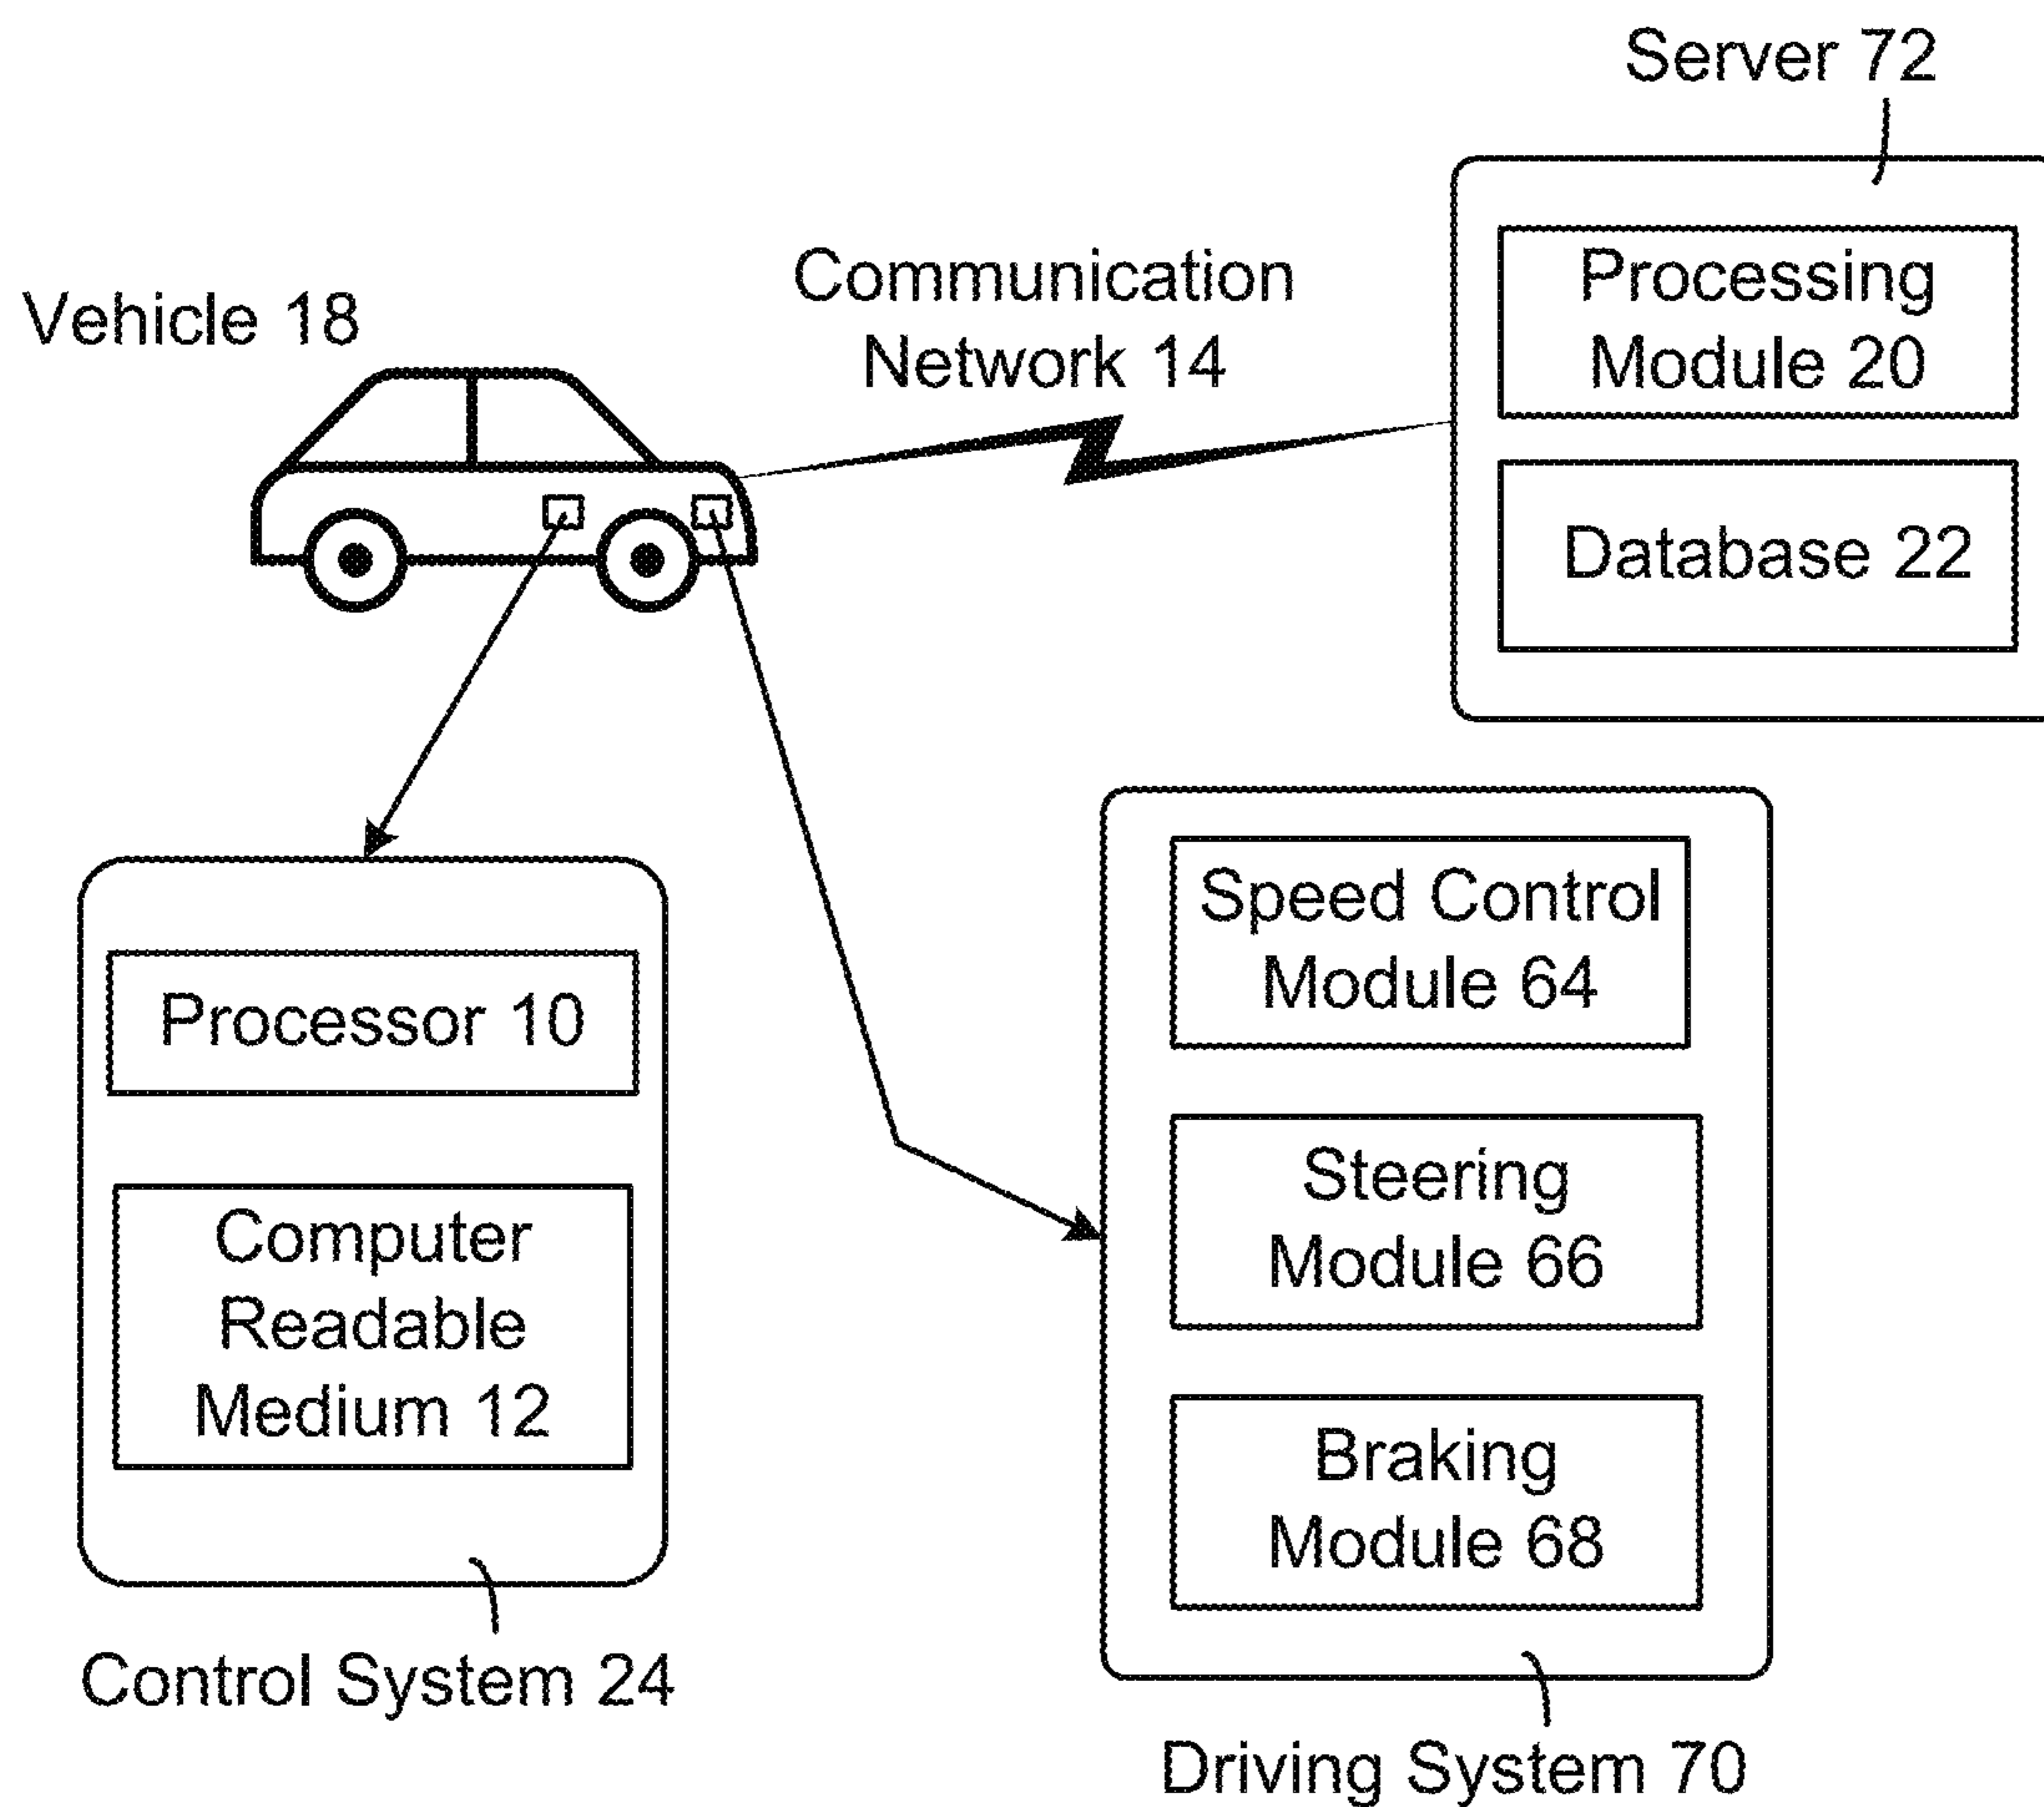 Server 72
Processing
Module 20
Database 22
Communication
Network 14
Vehicle 18
Processor 10
Computer
Readable
Medium 12
Control System 24
Speed Control
Module 64
Steering
Module 66
Braking
Module 68
Driving System 70